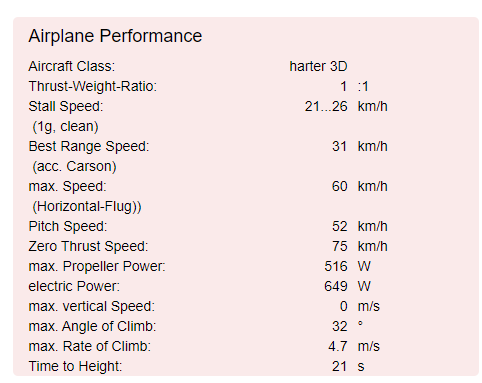 Airplane Performance
Aircraft Class: harter 3D
Thrust-Weight-Ratio: 1 :1
Stall Speed: 21...26 km/h
(1g, clean)
Best Range Speed: 31 km/h
(acc. Carson)
max. Speed: 60 km/h
(Horizontal-Flug))
Pitch Speed: 52 km/h
Zero Thrust Speed: 75 km/h
max. Propeller Power: 516 W
electric Power: 649 W
max. vertical Speed: 0 m/s
max. Angle of Climb: 32 °
max. Rate of Climb: 4.7 m/s
Time to Height: 21 s